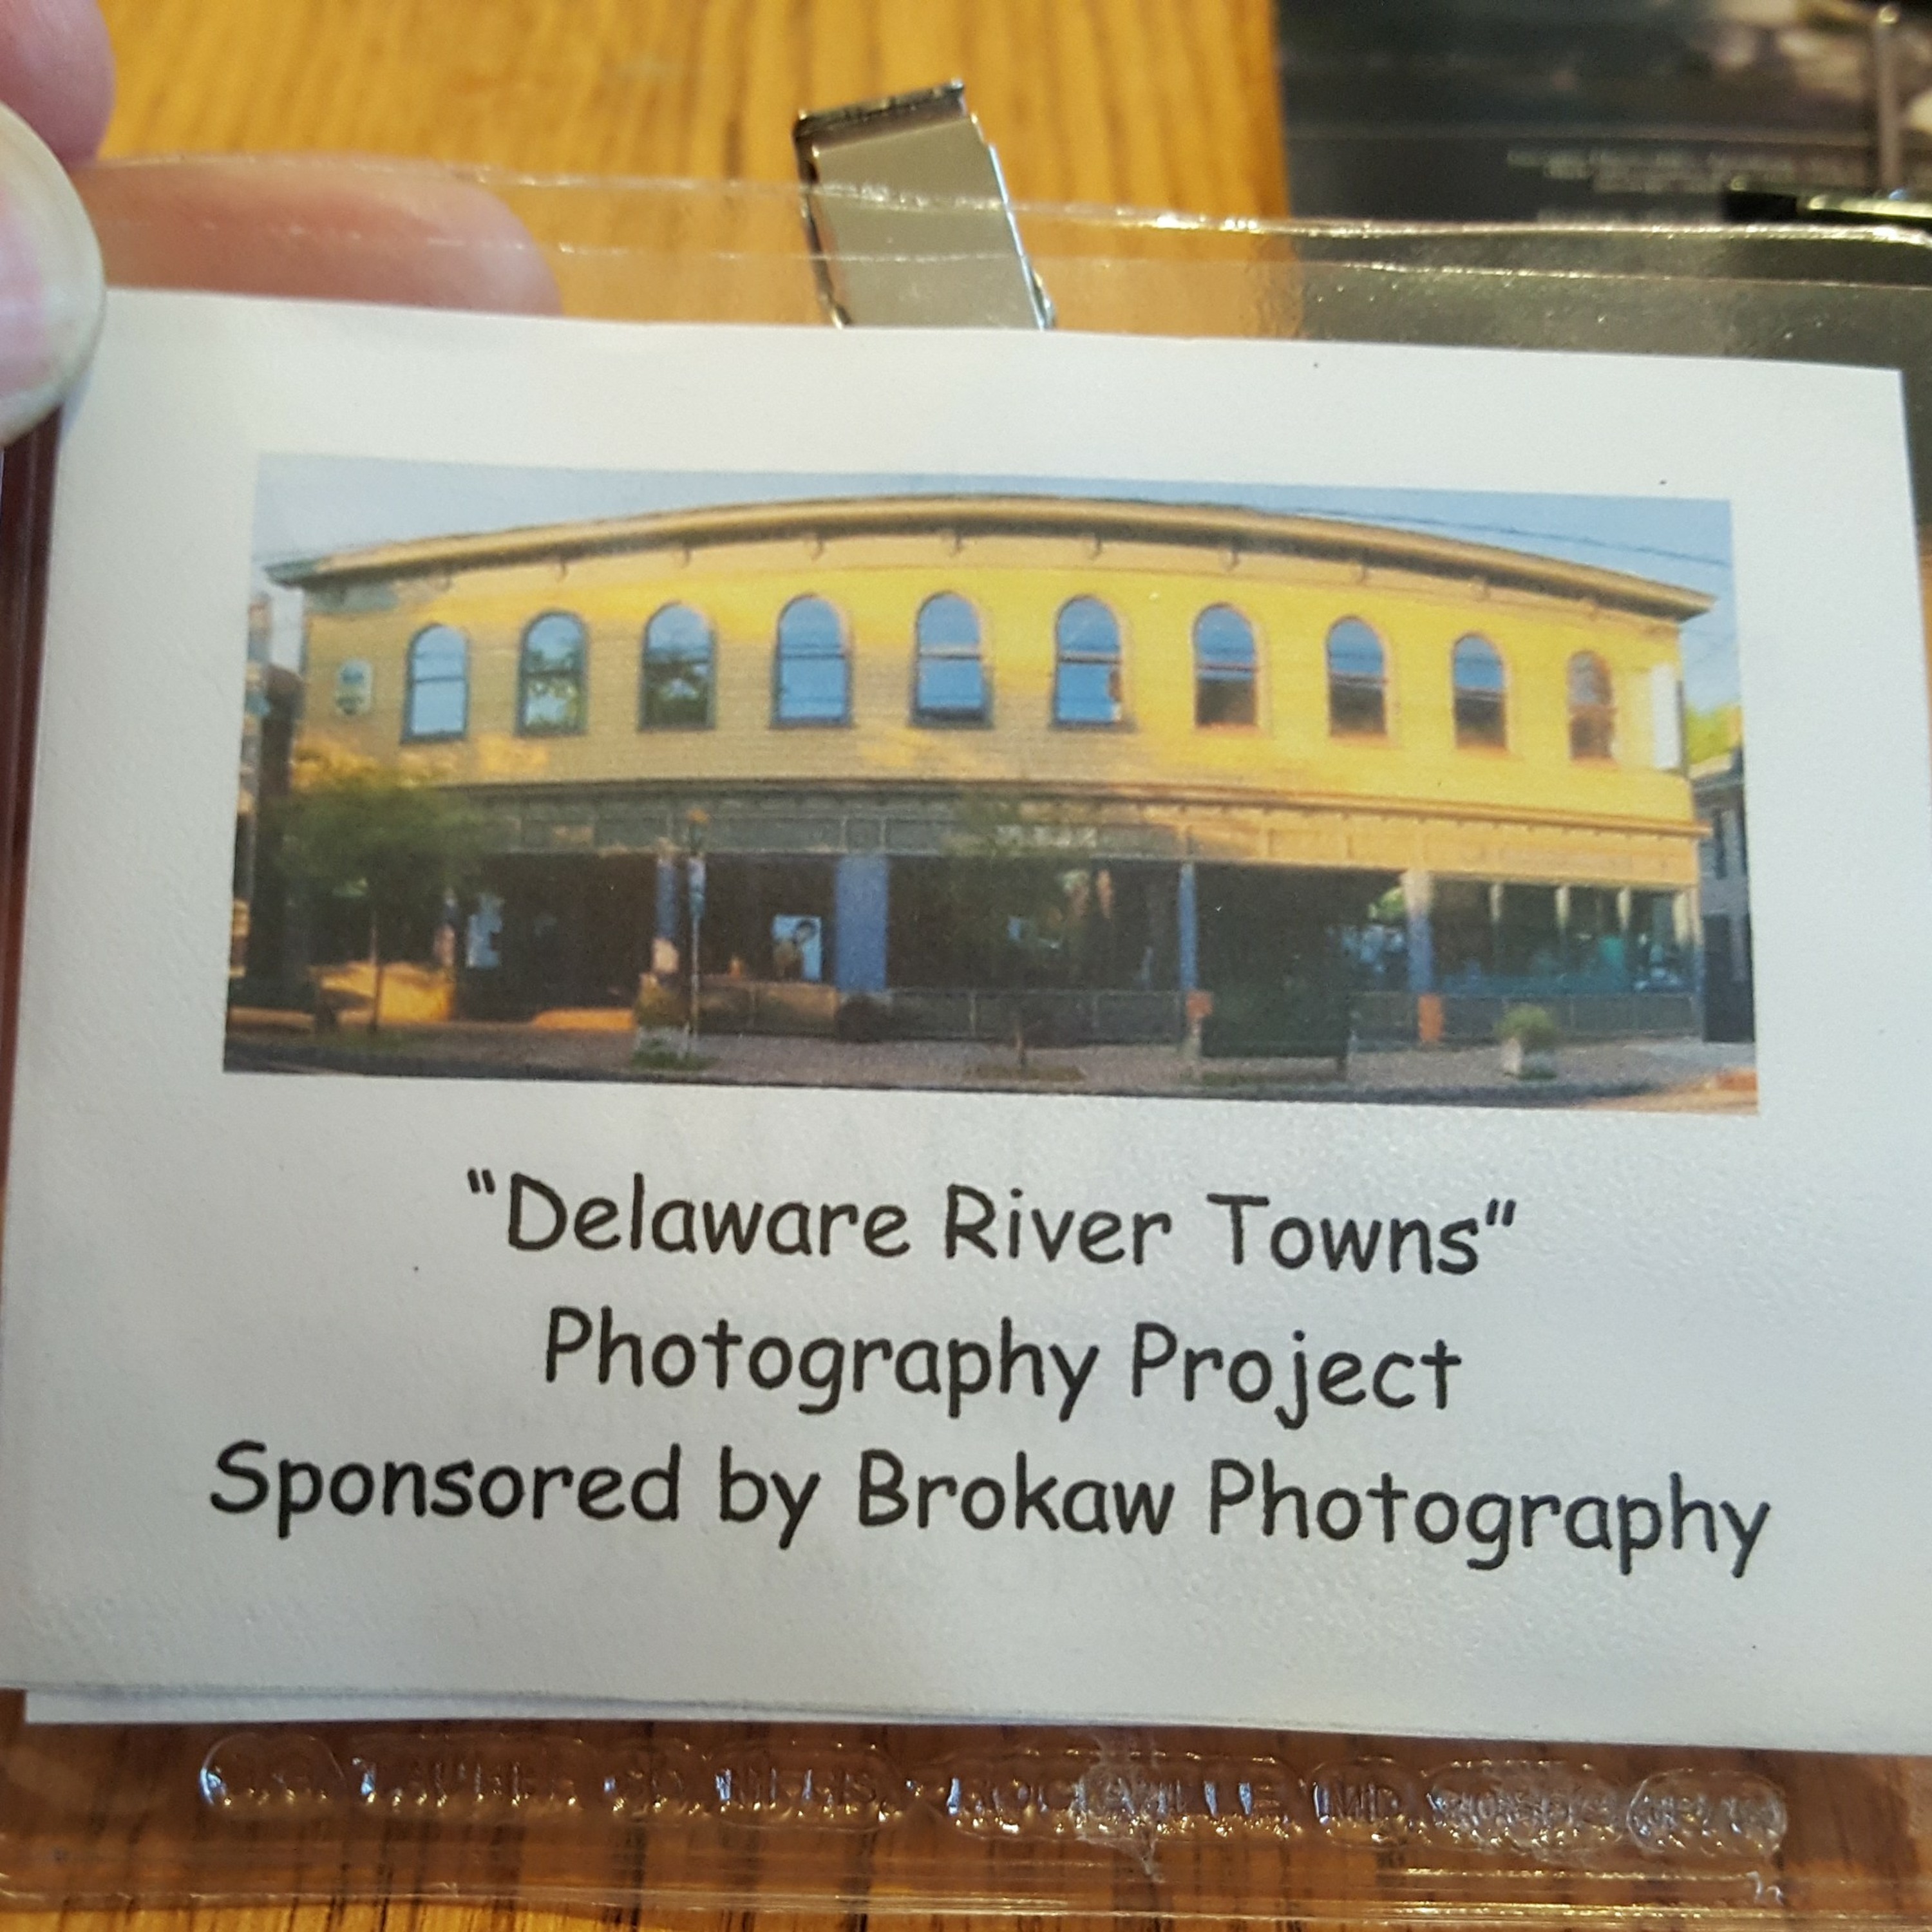 "Delaware River Towns"
Photography Project
Sponsored by Brokaw Photography